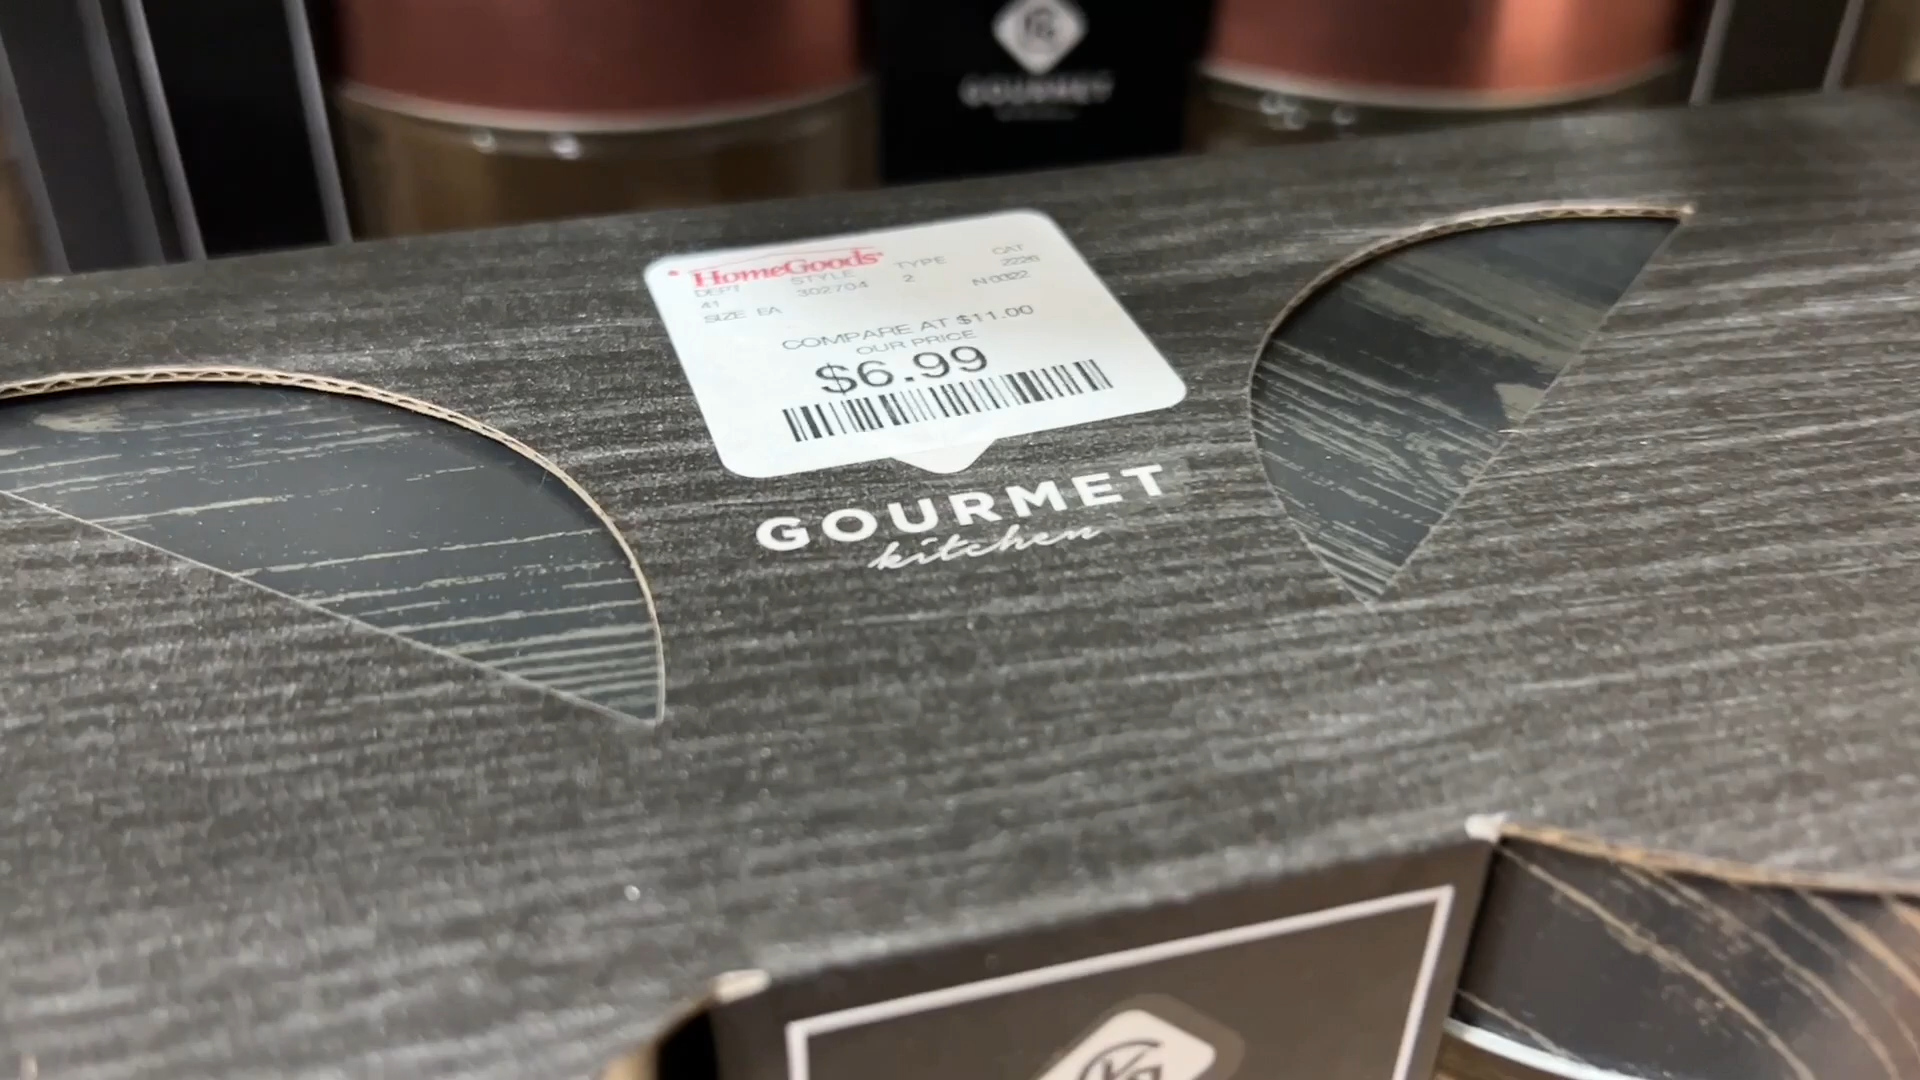 GOURMET
HomeGoods
DEPT STYLE TYPE CAT
41 302704 2 2226
SIZE EA N0322
COMPARE AT $11.00
OUR PRICE
$6.99
GOURMET
kitchen